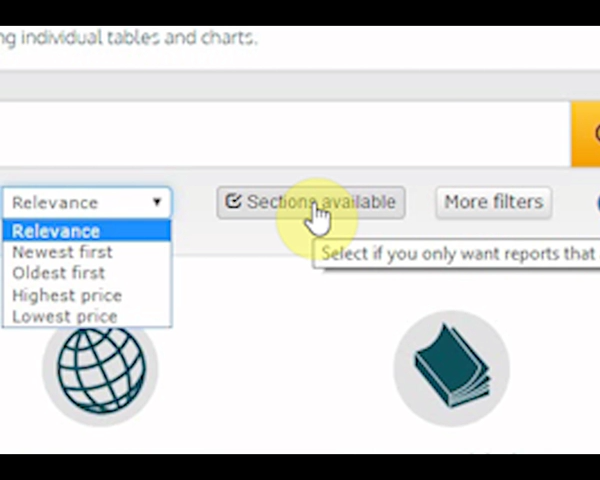 ng individual tables and charts.
Relevance
Sections available
More filters
Relevance
Newest first
Oldest first
Highest price
Lowest price
Select if you only want reports that